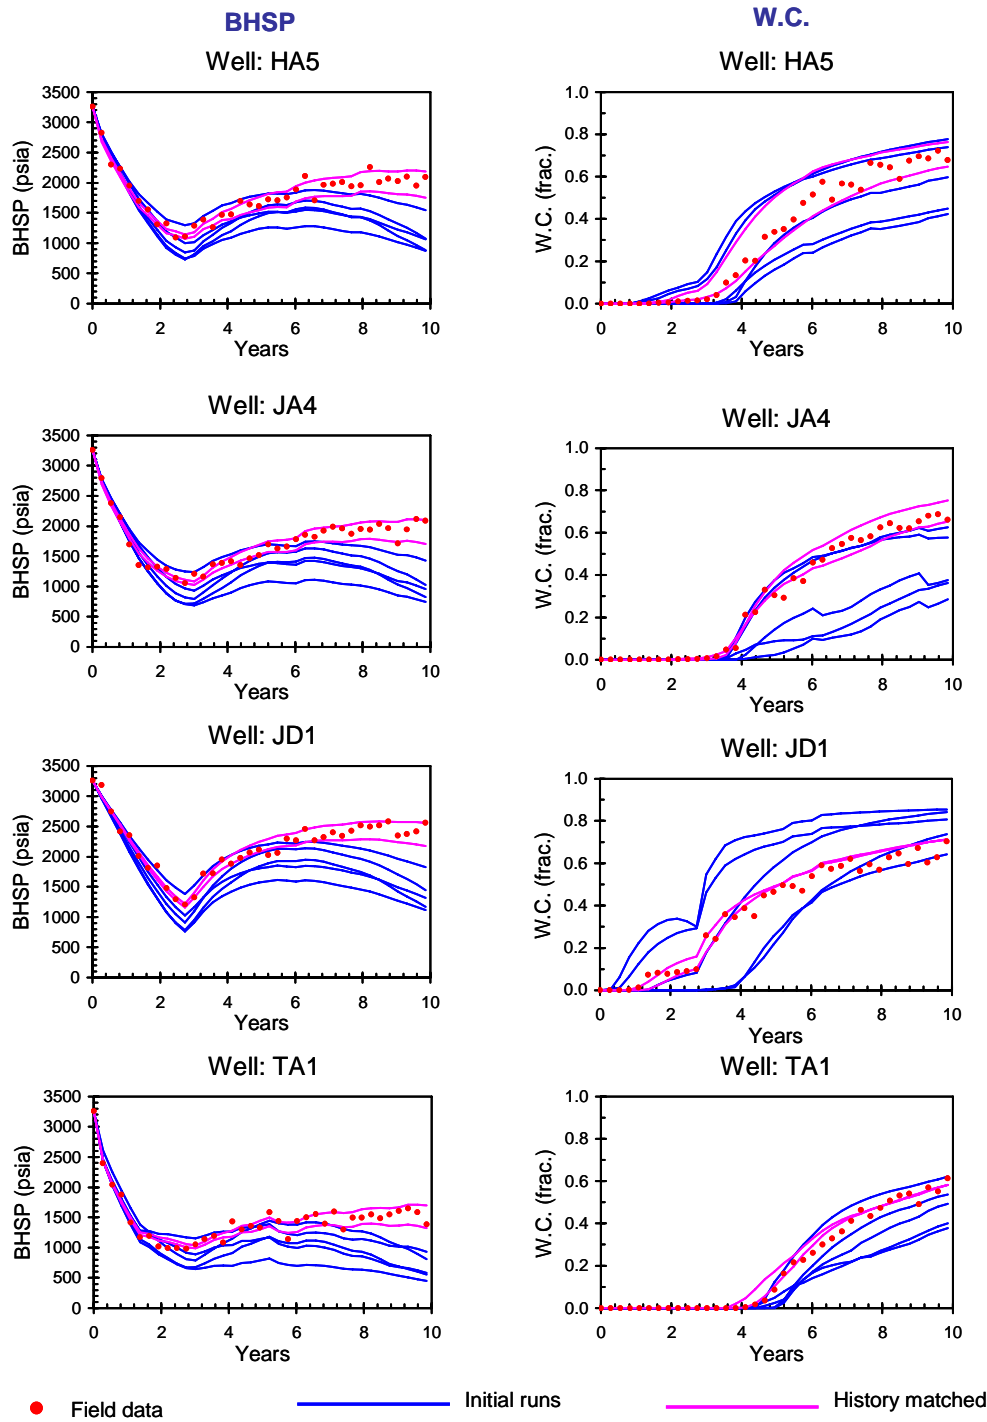 BHSP
W.C.
Well: HA5
Well: HA5
BHSP (psia)
3500
3000
2500
2000
1500
1000
500
0
0 2 4 6 8 10
Years
W.C. (frac.)
1.0
0.8
0.6
0.4
0.2
0.0
0 2 4 6 8 10
Years
Well: JA4
Well: JA4
BHSP (psia)
3500
3000
2500
2000
1500
1000
500
0
0 2 4 6 8 10
Years
W.C. (frac.)
1.0
0.8
0.6
0.4
0.2
0.0
0 2 4 6 8 10
Years
Well: JD1
Well: JD1
BHSP (psia)
3500
3000
2500
2000
1500
1000
500
0
0 2 4 6 8 10
Years
W.C. (frac.)
1.0
0.8
0.6
0.4
0.2
0.0
0 2 4 6 8 10
Years
Well: TA1
Well: TA1
BHSP (psia)
3500
3000
2500
2000
1500
1000
500
0
0 2 4 6 8 10
Years
W.C. (frac.)
1.0
0.8
0.6
0.4
0.2
0.0
0 2 4 6 8 10
Years
Field data
Initial runs
History matched